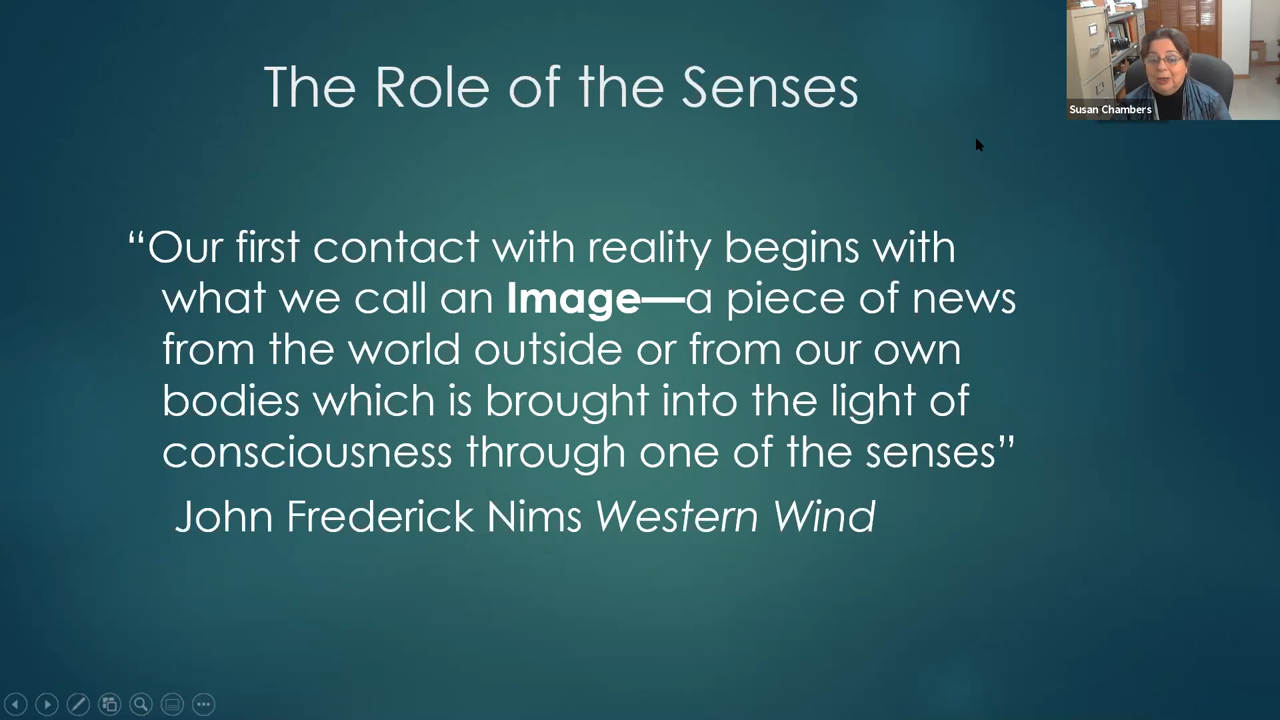 The Role of the Senses
Susan Chambers
“Our first contact with reality begins with
what we call an Image—a piece of news
from the world outside or from our own
bodies which is brought into the light of
consciousness through one of the senses”
John Frederick Nims Western Wind